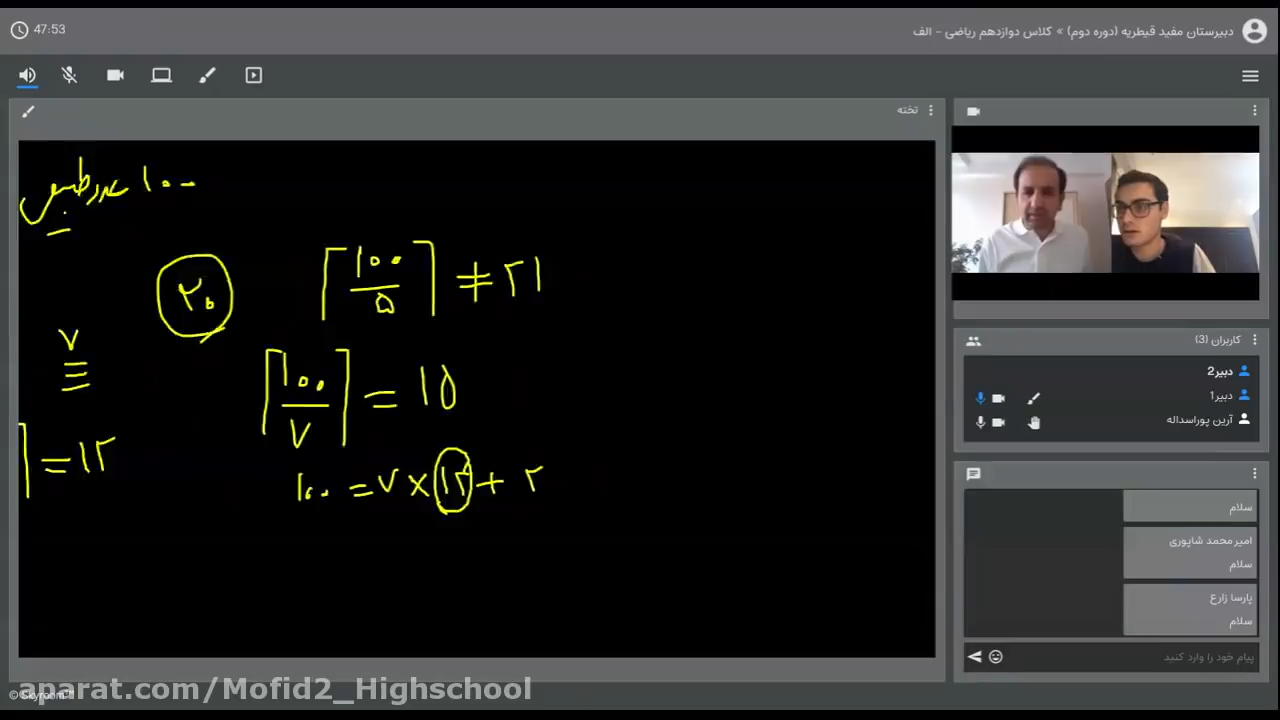 47:53
دبیرستان مفید قیطریه (دوره دوم) » کلاس دوازدهم ریاضی - الف
تخته
۱۰۰ عدد طبیعی
۲۰
⌈۱۰۰/۵⌉ ≠ ۲۱
۷
≡
⌈۱۰۰/۷⌉ = ۱۵
⌉ = ۱۴
۱۰۰ = ۷ × ۱۴ + ۲
کاربران (3)
دبیر2
دبیر1
آرین پوراسداله
سلام
امیر محمد شاپوری
سلام
پارسا زارع
سلام
پیام خود را وارد کنید
aparat.com/Mofid2_Highschool